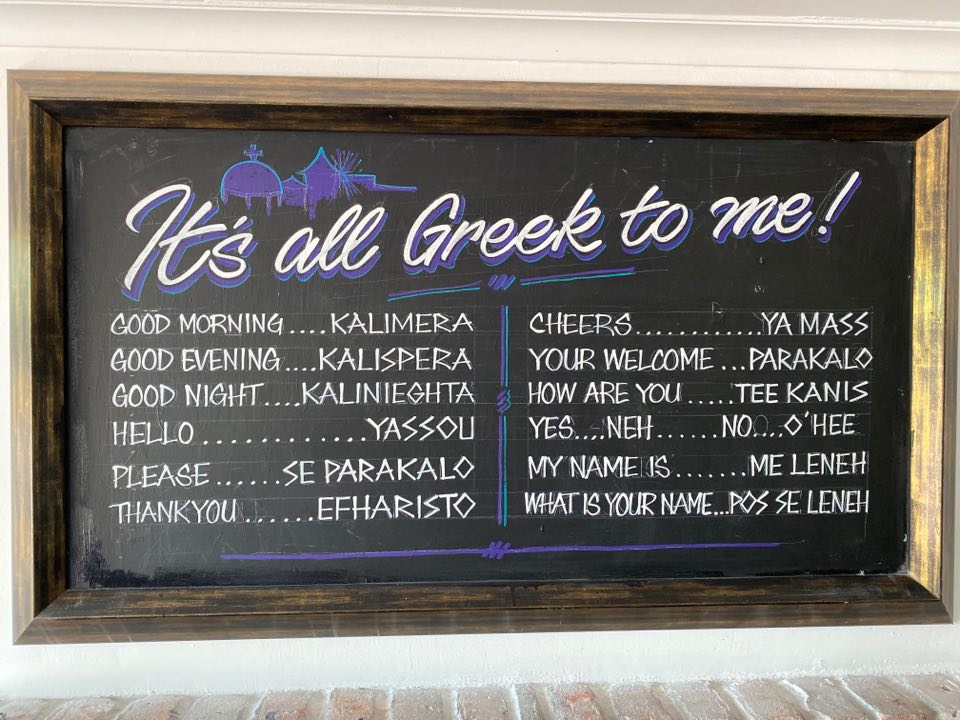 It's all Greek to me!
GOOD MORNING....KALIMERA
GOOD EVENING....KALISPERA
GOOD NIGHT....KALINIEGHTA
HELLO............YASSOU
PLEASE......SE PARAKALO
THANKYOU......EFHARISTO
CHEERS............YA MASS
YOUR WELCOME...PARAKALO
HOW ARE YOU.....TEE KANIS
YES....NEH......NO....O'HEE
MY NAME IS.......ME LENEH
WHAT IS YOUR NAME...POS SE LENEH